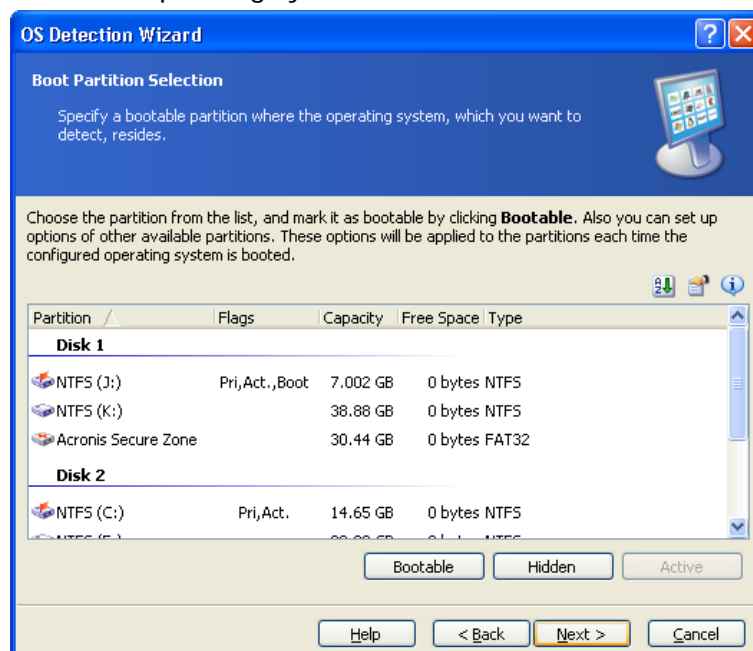 OS Detection Wizard
Boot Partition Selection
Specify a bootable partition where the operating system, which you want to
detect, resides.
Choose the partition from the list, and mark it as bootable by clicking Bootable. Also you can set up
options of other available partitions. These options will be applied to the partitions each time the
configured operating system is booted.
Partition Flags Capacity Free Space Type
Disk 1
NTFS (J:) Pri,Act.,Boot 7.002 GB 0 bytes NTFS
NTFS (K:) 38.88 GB 0 bytes NTFS
Acronis Secure Zone 30.44 GB 0 bytes FAT32
Disk 2
NTFS (C:) Pri,Act. 14.65 GB 0 bytes NTFS
Bootable Hidden Active
Help < Back Next > Cancel